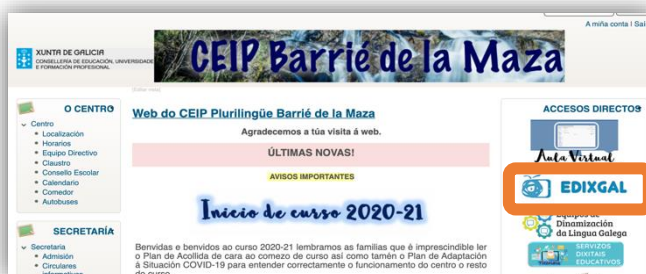 A miña conta | Saí
XUNTA DE GALICIA
CONSELLERÍA DE EDUCACIÓN, UNIVERSIDADE
E FORMACIÓN PROFESIONAL
CEIP Barrié de la Maza
O CENTRO
Centro
Localización
Horarios
Equipo Directivo
Claustro
Consello Escolar
Calendario
Comedor
Autobuses
SECRETARÍA
Secretaría
Admisión
Circulares
informativas
Web do CEIP Plurilingüe Barrié de la Maza
Agradecemos a túa visita á web.
ÚLTIMAS NOVAS!
AVISOS IMPORTANTES
Inicio de curso 2020-21
Benvidas e benvidos ao curso 2020-21 lembramos as familias que é imprescindible ler
o Plan de Acollida de cara ao comezo de curso así como tamén o Plan de Adaptación
á Situación COVID-19 para entender correctamente o funcionamento do centro o resto
de curso.
ACCESOS DIRECTOS
Aula Virtual
EDIXGAL
Equipos de
Dinamización
da Lingua Galega
SERVIZOS
DIXITAIS
EDUCATIVOS